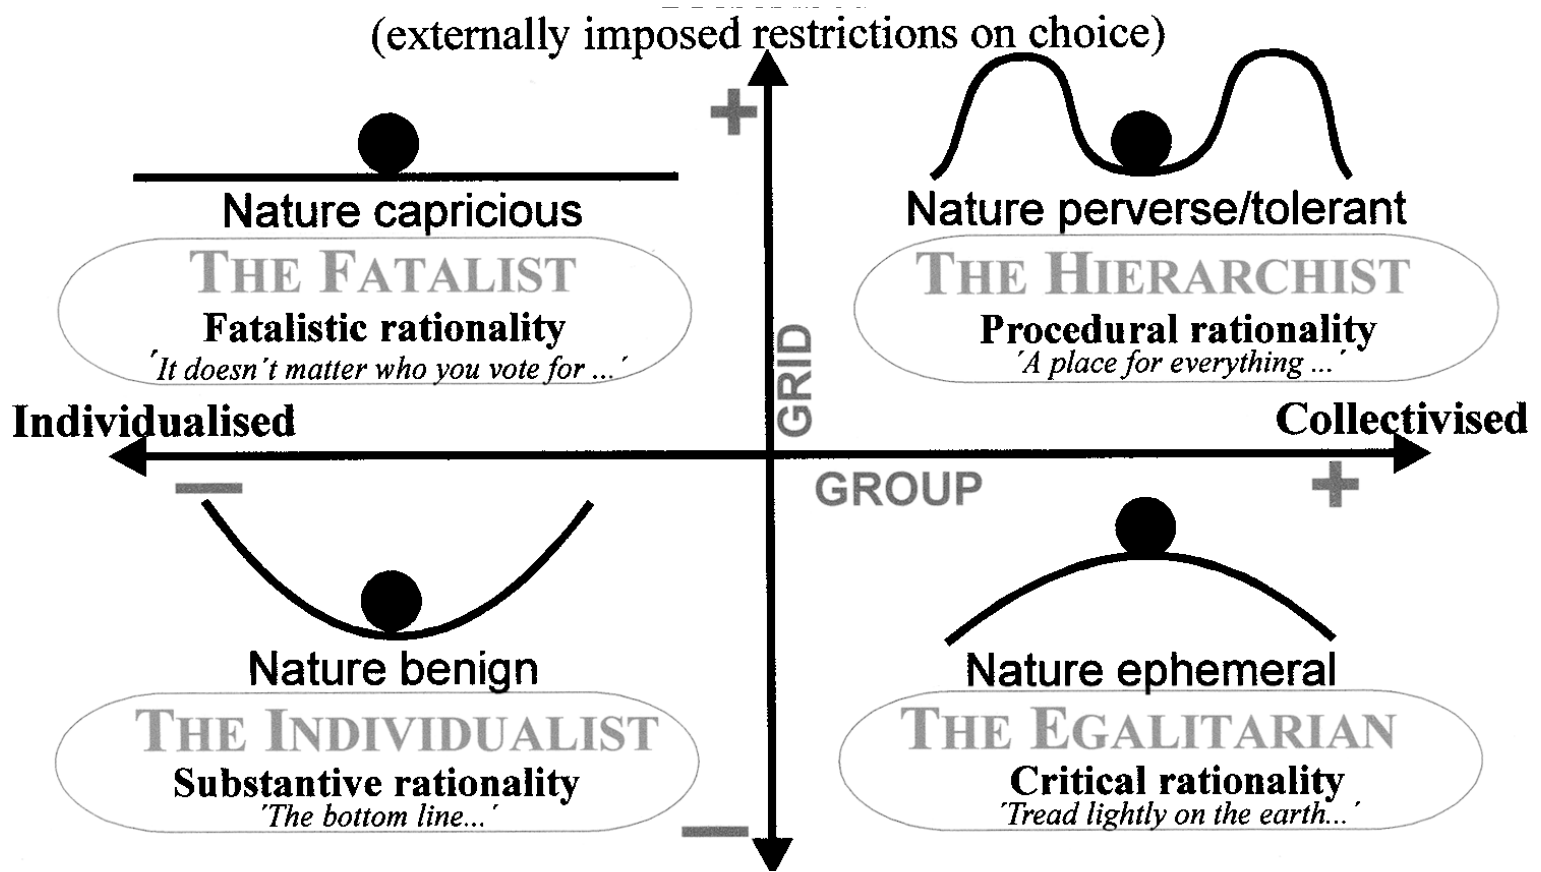 (externally imposed restrictions on choice)
+
Nature capricious
THE FATALIST
Fatalistic rationality
´It doesn´t matter who you vote for ...´
Nature perverse/tolerant
THE HIERARCHIST
Procedural rationality
´A place for everything ...´
GRID
Individualised
Collectivised
−
GROUP
+
Nature benign
THE INDIVIDUALIST
Substantive rationality
´The bottom line...´
Nature ephemeral
THE EGALITARIAN
Critical rationality
´Tread lightly on the earth...´
−